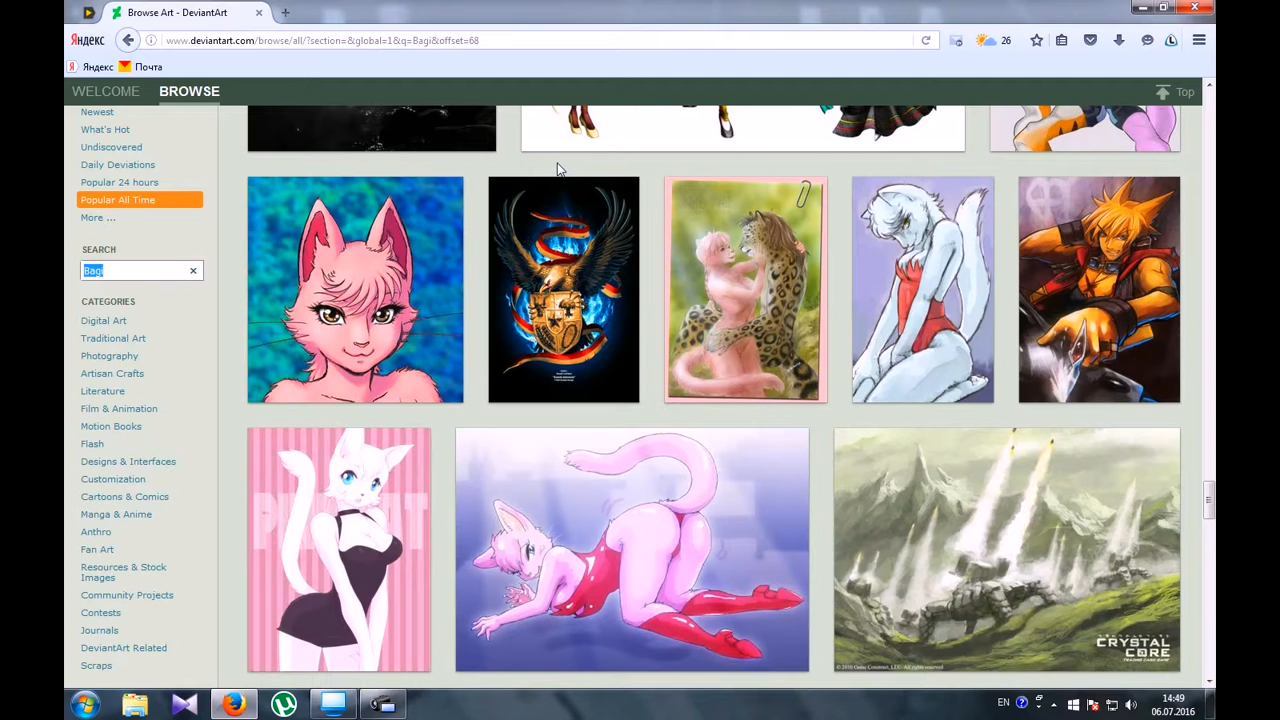 Browse Art - DeviantArt
Яндекс
www.deviantart.com/browse/all/?section=&global=1&q=Bagi&offset=68
26
Яндекс
Почта
WELCOME
BROWSE
Top
Newest
What's Hot
Undiscovered
Daily Deviations
Popular 24 hours
Popular All Time
More ...
SEARCH
Bagi
CATEGORIES
Digital Art
Traditional Art
Photography
Artisan Crafts
Literature
Film & Animation
Motion Books
Flash
Designs & Interfaces
Customization
Cartoons & Comics
Manga & Anime
Anthro
Fan Art
Resources & Stock
Images
Community Projects
Contests
Journals
DeviantArt Related
Scraps
CRYSTAL
CORE
TRADING CARD GAME
EN
14:49
06.07.2016